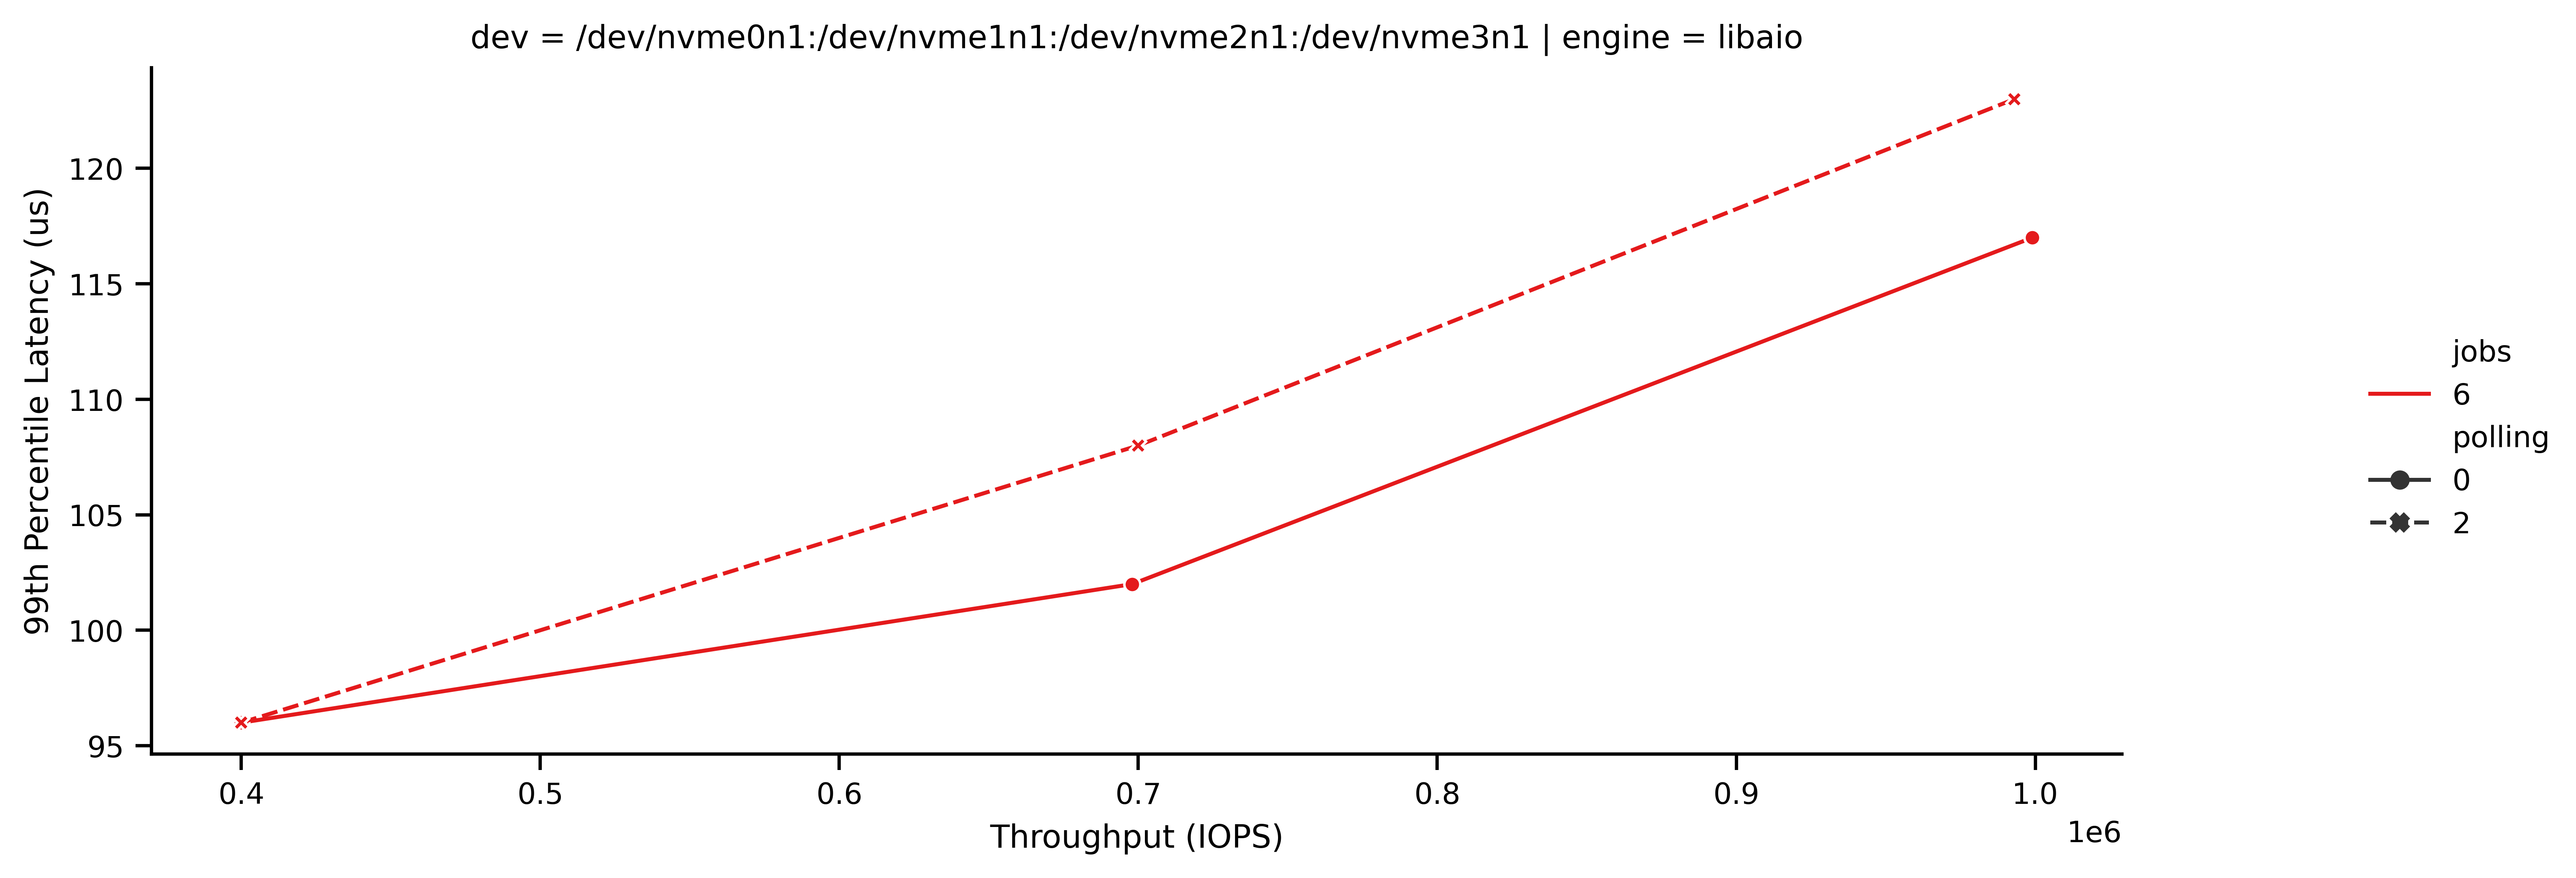 dev = /dev/nvme0n1:/dev/nvme1n1:/dev/nvme2n1:/dev/nvme3n1 | engine = libaio
99th Percentile Latency (us)
120
115
110
105
100
95
0.4 0.5 0.6 0.7 0.8 0.9 1.0
1e6
Throughput (IOPS)
jobs
6
polling
0
2